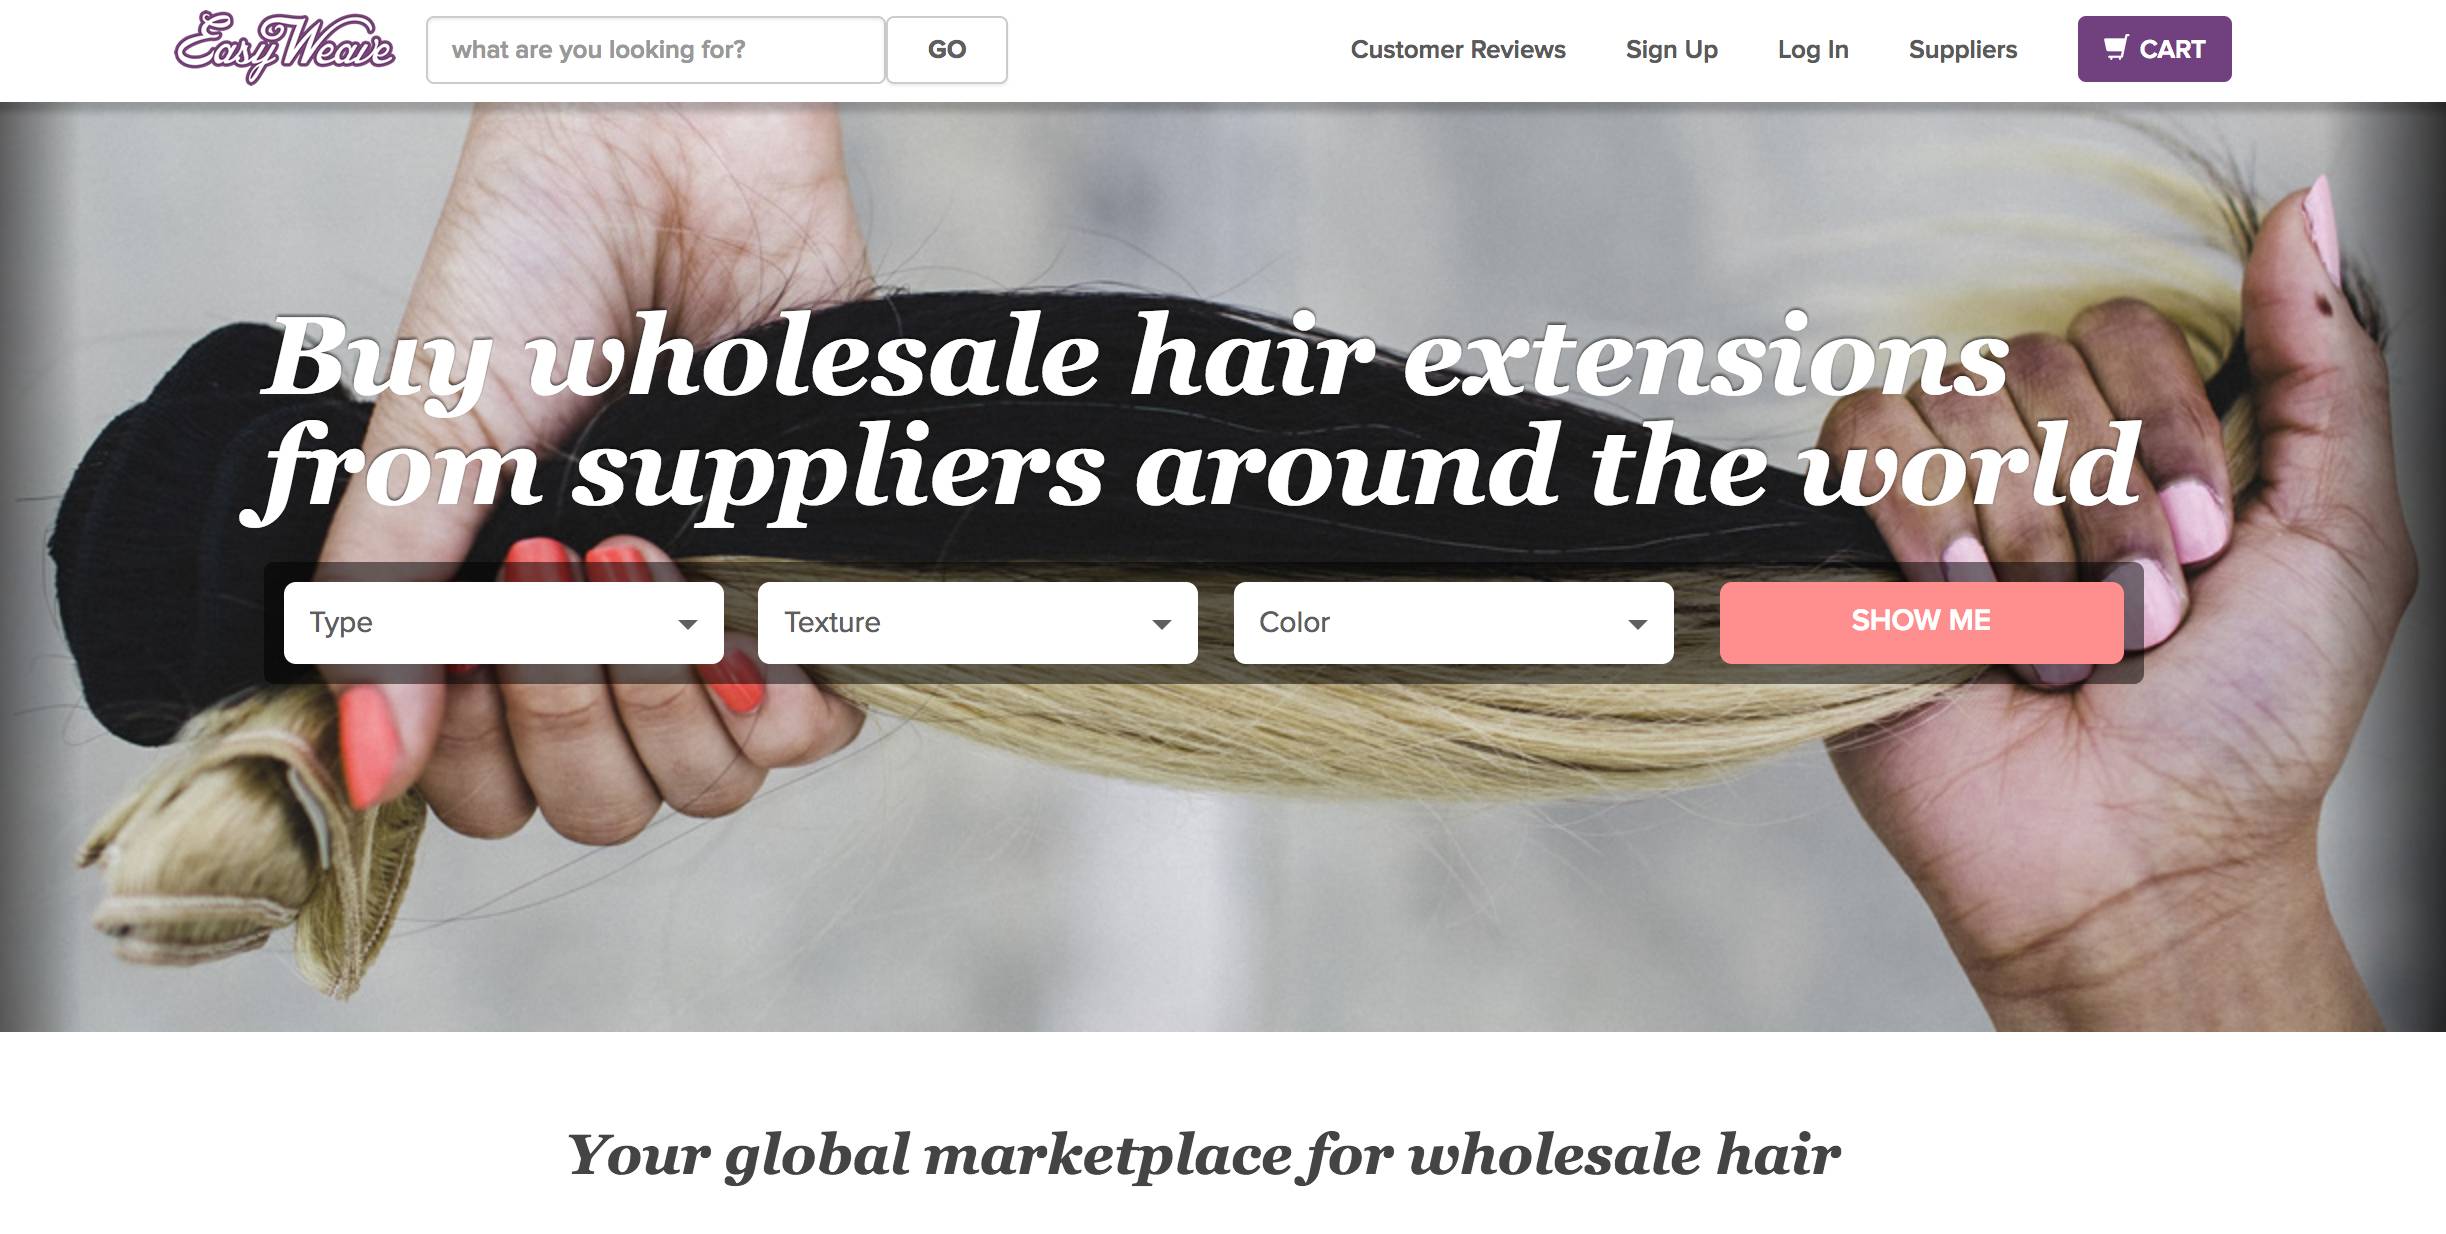 EasyWeave
what are you looking for?
GO
Customer Reviews
Sign Up
Log In
Suppliers
CART
Buy wholesale hair extensions
from suppliers around the world
Type
Texture
Color
SHOW ME
Your global marketplace for wholesale hair